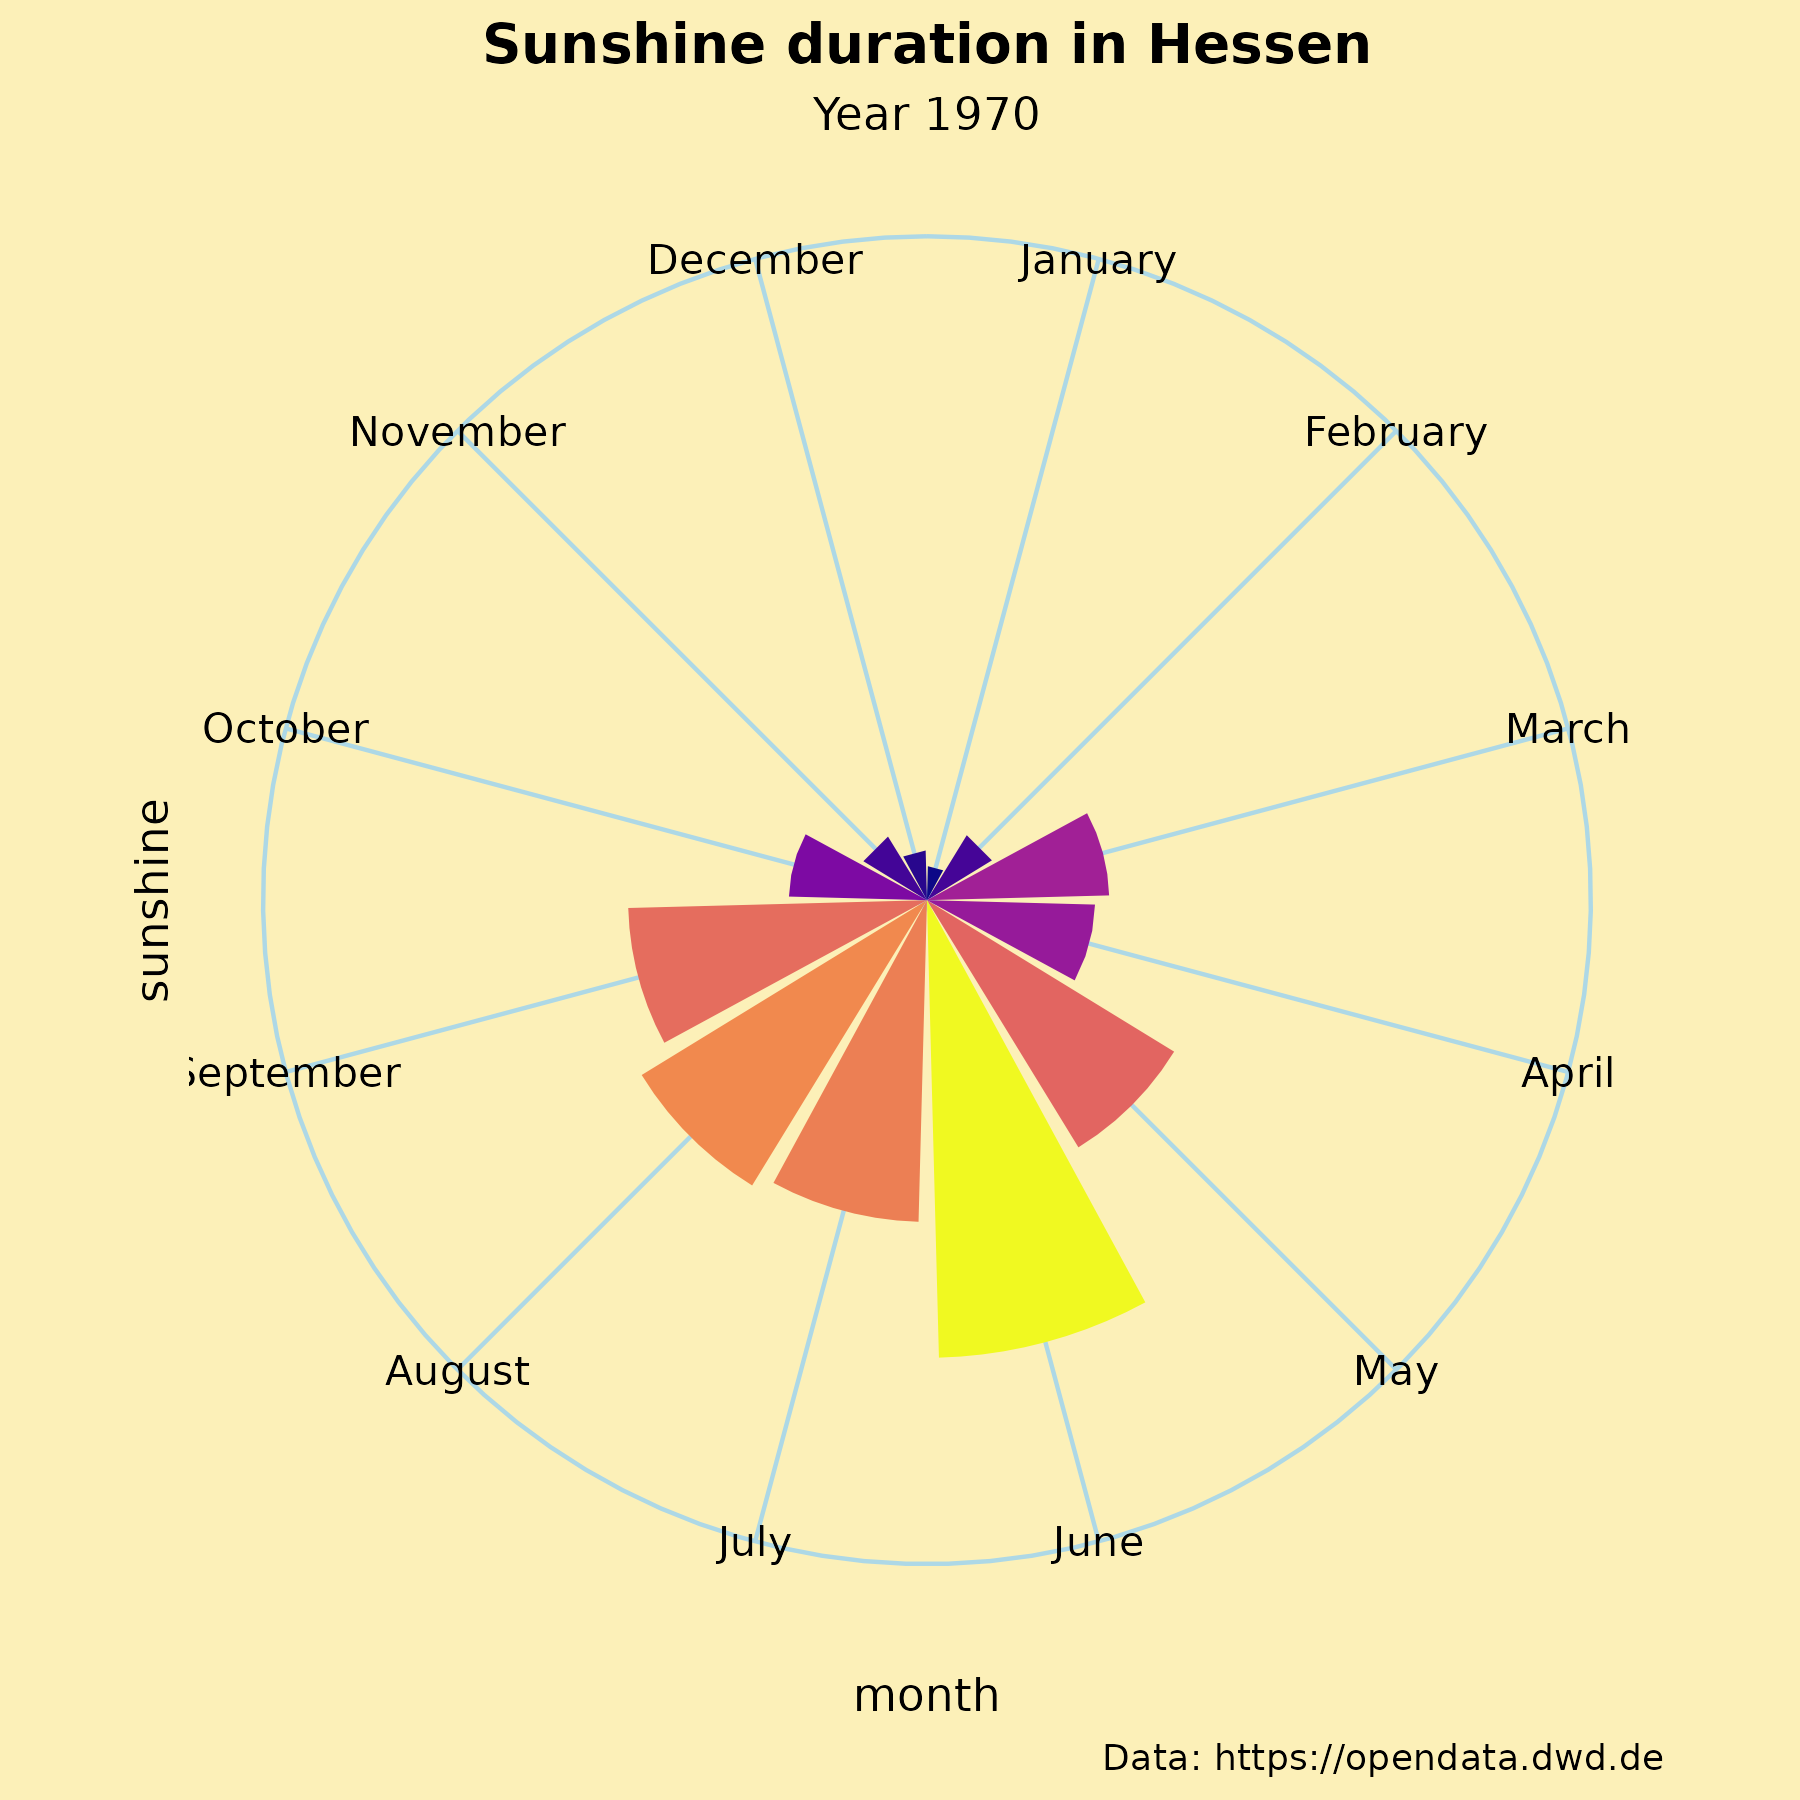 Sunshine duration in Hessen
Year 1970
December
January
November
February
October
March
sunshine
September
April
August
May
July
June
month
Data: https://opendata.dwd.de